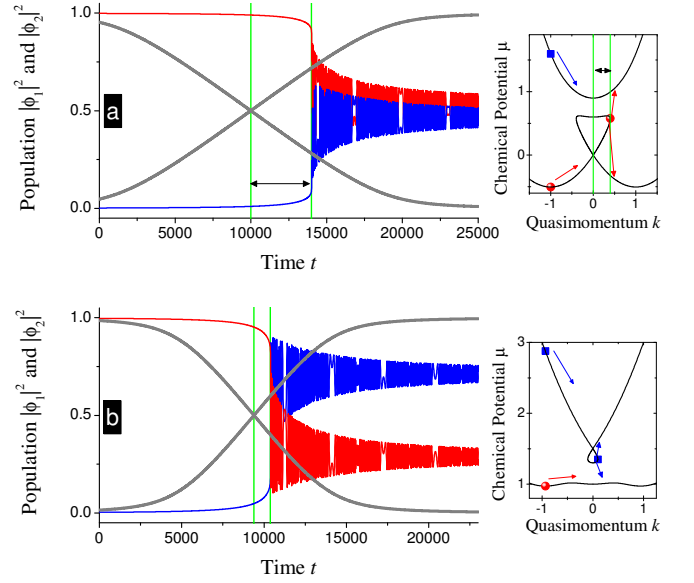 Population |ϕ₁|² and |ϕ₂|²
1.0
0.5
0.0
a
0 5000 10000 15000 20000 25000
Time t
Chemical Potential μ
1
0
-1 0 1
Quasimomentum k
Population |ϕ₁|² and |ϕ₂|²
1.0
0.5
0.0
b
0 5000 10000 15000 20000
Time t
Chemical Potential μ
3
2
1
-1 0 1
Quasimomentum k